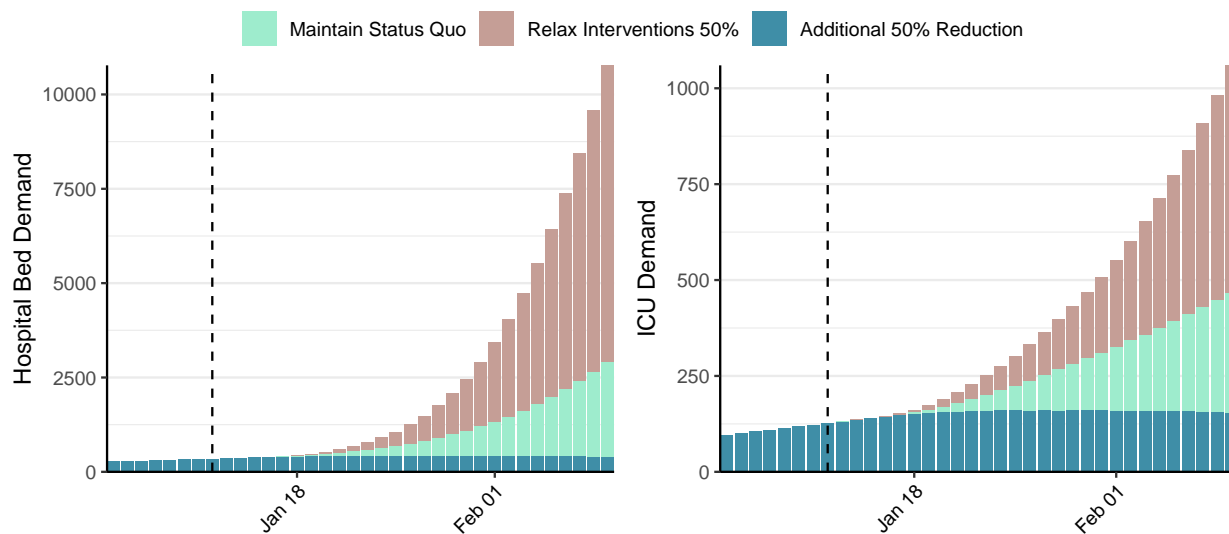 Maintain Status Quo
Relax Interventions 50%
Additional 50% Reduction
Hospital Bed Demand
10000
7500
5000
2500
0
Jan 18
Feb 01
ICU Demand
1000
750
500
250
0
Jan 18
Feb 01